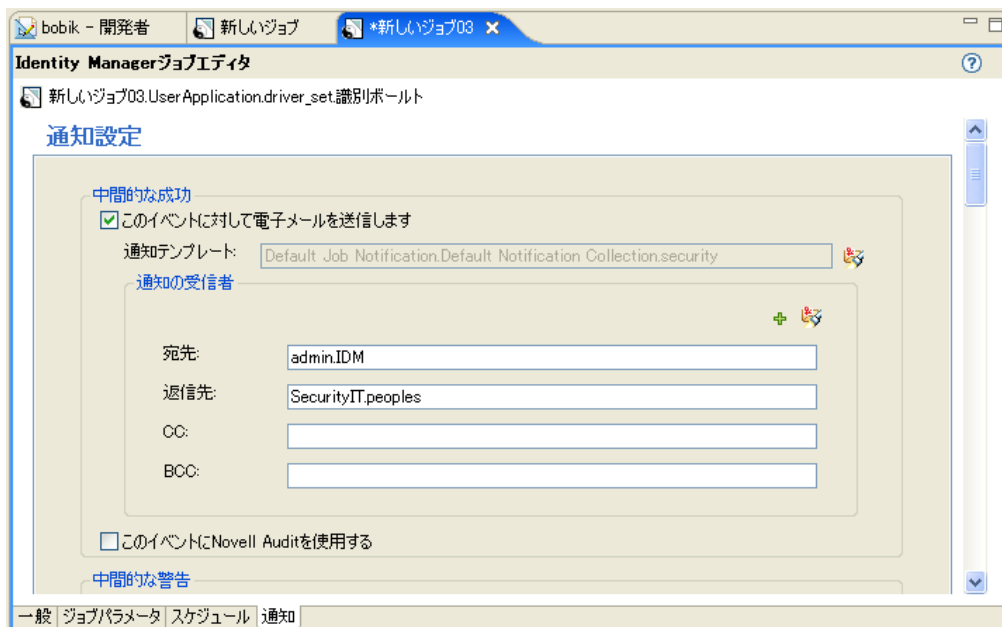 bobik - 開発者 新しいジョブ *新しいジョブ03
Identity Managerジョブエディタ
新しいジョブ03.UserApplication.driver_set.識別ボールト
通知設定
中間的な成功
このイベントに対して電子メールを送信します
通知テンプレート: Default Job Notification.Default Notification Collection.security
通知の受信者
宛先: admin.IDM
返信先: SecurityIT.peoples
CC:
BCC:
このイベントにNovell Auditを使用する
中間的な警告
一般 ジョブパラメータ スケジュール 通知